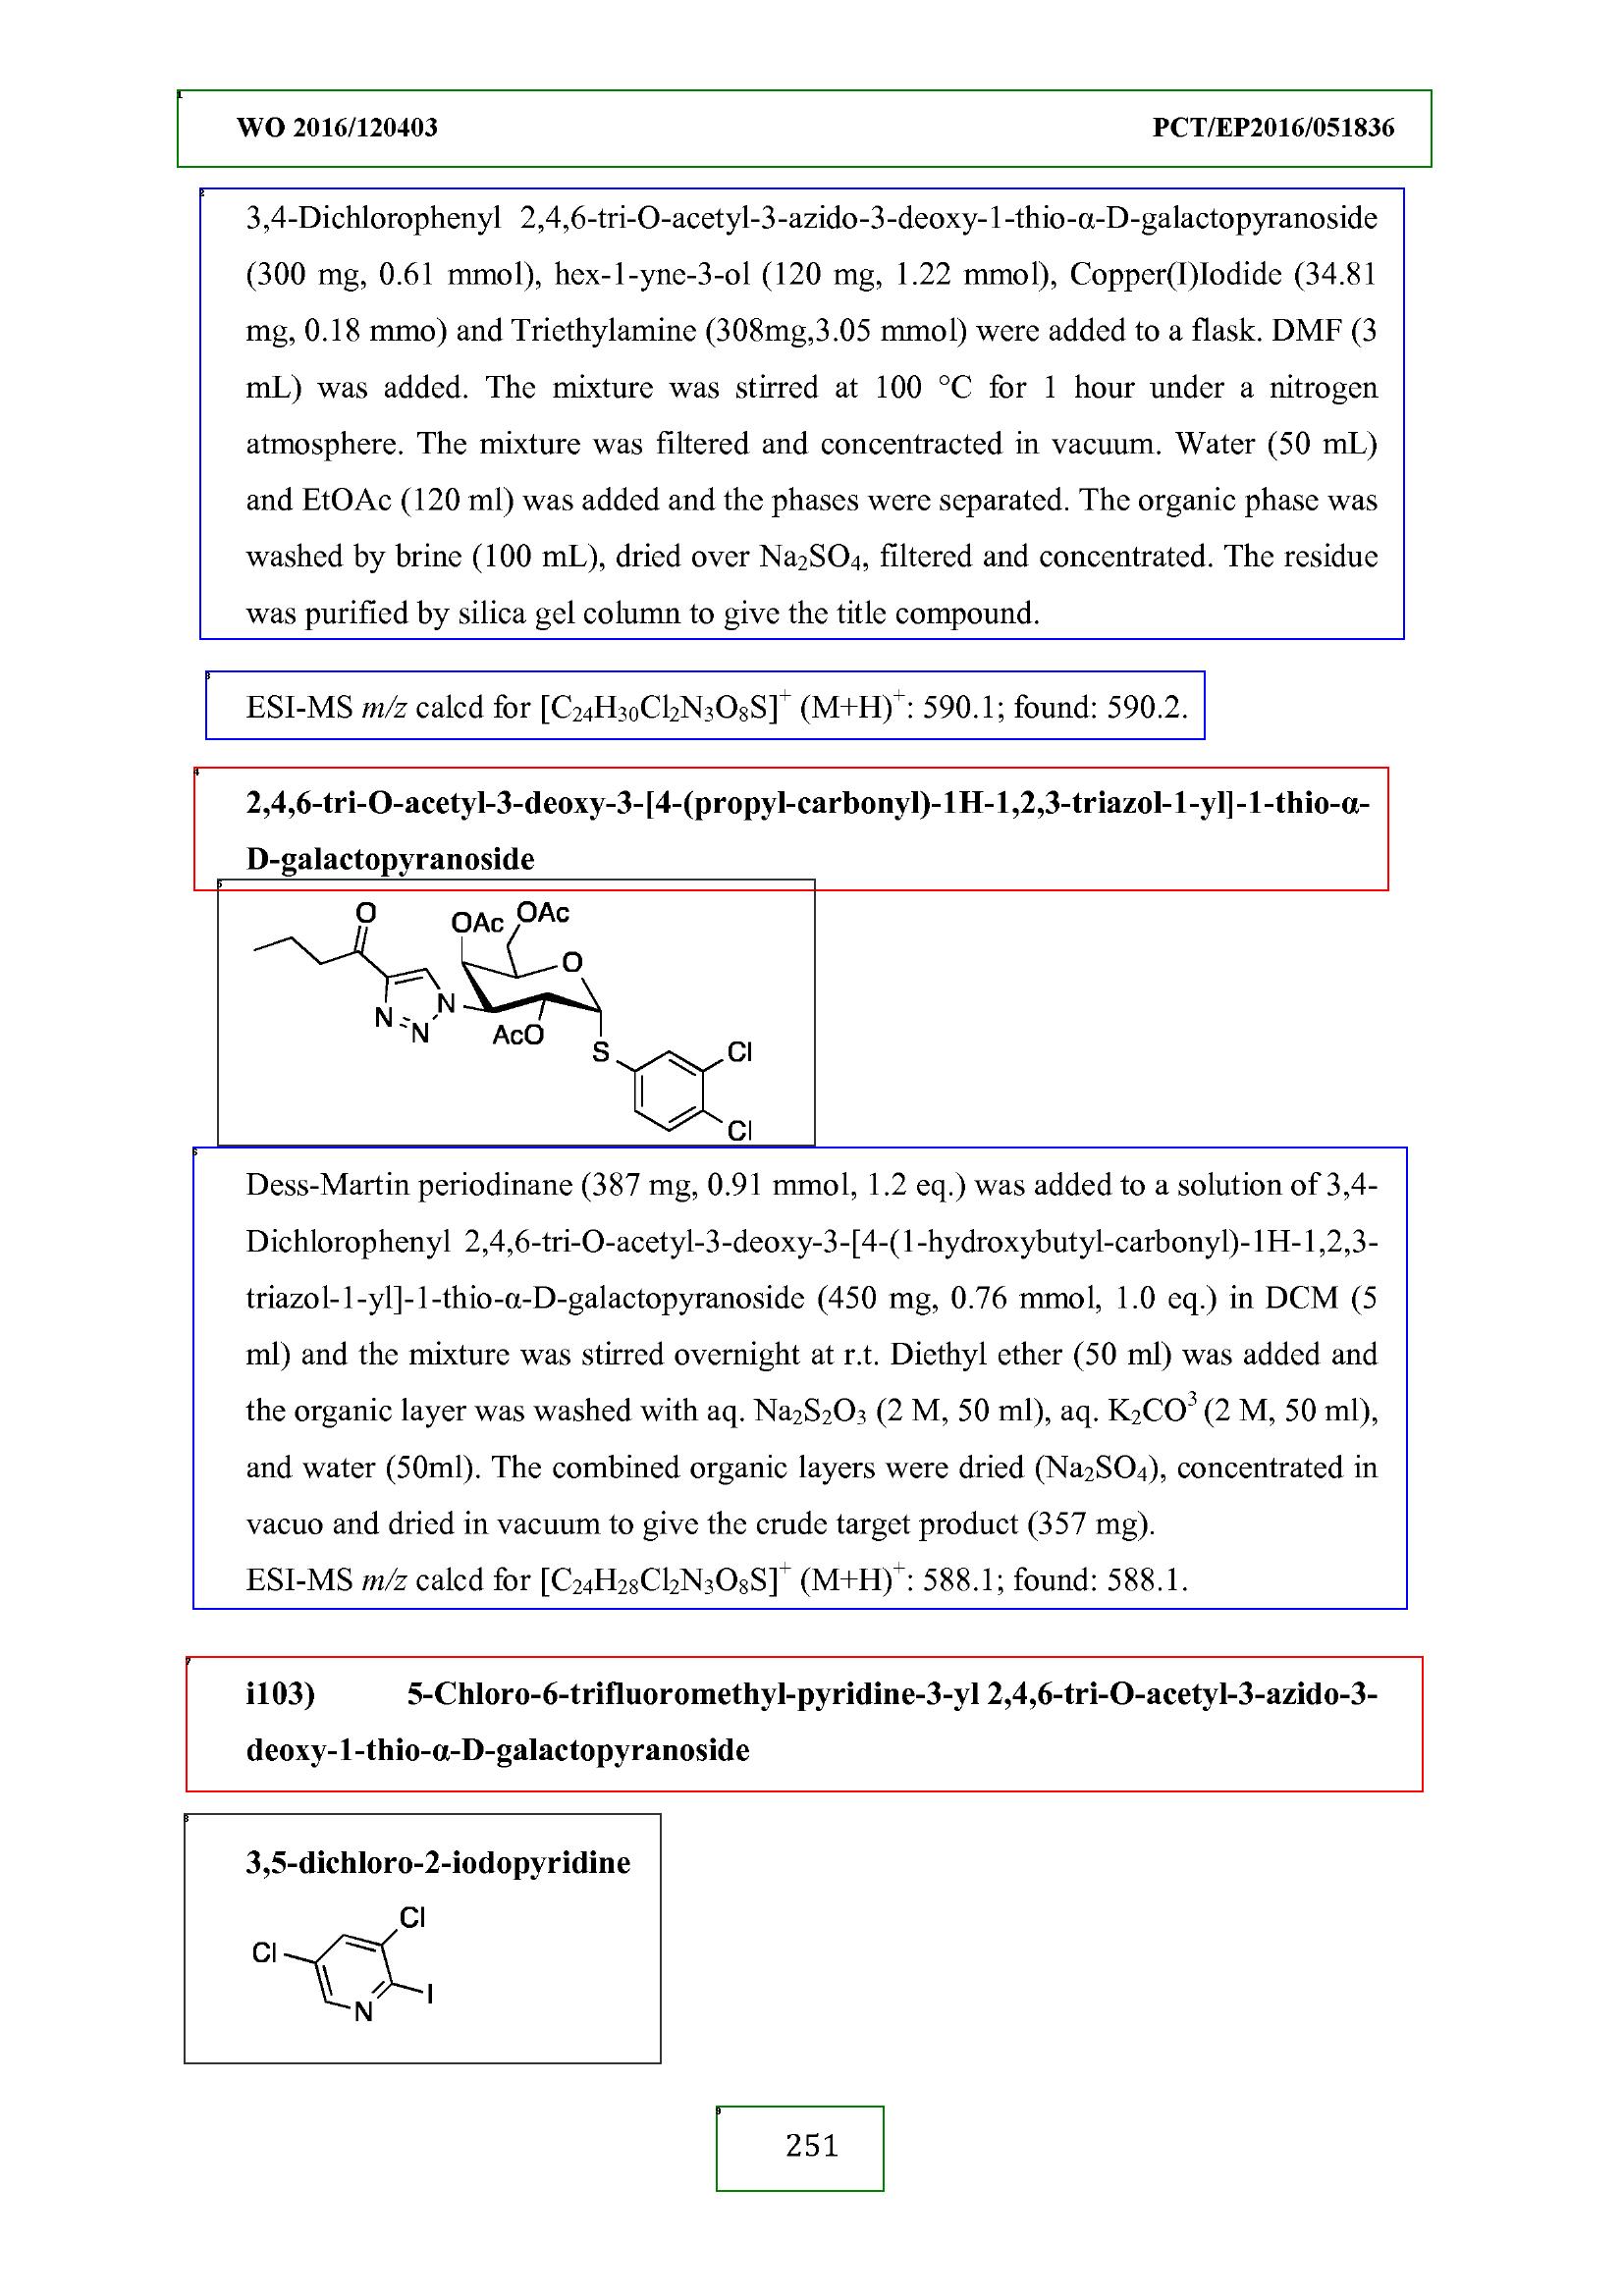 WO 2016/120403 PCT/EP2016/051836
3,4-Dichlorophenyl 2,4,6-tri-O-acetyl-3-azido-3-deoxy-1-thio-α-D-galactopyranoside
(300 mg, 0.61 mmol), hex-1-yne-3-ol (120 mg, 1.22 mmol), Copper(I)Iodide (34.81
mg, 0.18 mmo) and Triethylamine (308mg,3.05 mmol) were added to a flask. DMF (3
mL) was added. The mixture was stirred at 100 °C for 1 hour under a nitrogen
atmosphere. The mixture was filtered and concentracted in vacuum. Water (50 mL)
and EtOAc (120 ml) was added and the phases were separated. The organic phase was
washed by brine (100 mL), dried over Na₂SO₄, filtered and concentrated. The residue
was purified by silica gel column to give the title compound.
ESI-MS m/z calcd for [C₂₄H₃₀Cl₂N₃O₈S]⁺ (M+H)⁺: 590.1; found: 590.2.
2,4,6-tri-O-acetyl-3-deoxy-3-[4-(propyl-carbonyl)-1H-1,2,3-triazol-1-yl]-1-thio-α-
D-galactopyranoside
O
OAc OAc
O
N N N
AcO
S
Cl
Cl
Dess-Martin periodinane (387 mg, 0.91 mmol, 1.2 eq.) was added to a solution of 3,4-
Dichlorophenyl 2,4,6-tri-O-acetyl-3-deoxy-3-[4-(1-hydroxybutyl-carbonyl)-1H-1,2,3-
triazol-1-yl]-1-thio-α-D-galactopyranoside (450 mg, 0.76 mmol, 1.0 eq.) in DCM (5
ml) and the mixture was stirred overnight at r.t. Diethyl ether (50 ml) was added and
the organic layer was washed with aq. Na₂S₂O₃ (2 M, 50 ml), aq. K₂CO³ (2 M, 50 ml),
and water (50ml). The combined organic layers were dried (Na₂SO₄), concentrated in
vacuo and dried in vacuum to give the crude target product (357 mg).
ESI-MS m/z calcd for [C₂₄H₂₈Cl₂N₃O₈S]⁺ (M+H)⁺: 588.1; found: 588.1.
i103) 5-Chloro-6-trifluoromethyl-pyridine-3-yl 2,4,6-tri-O-acetyl-3-azido-3-
deoxy-1-thio-α-D-galactopyranoside
3,5-dichloro-2-iodopyridine
Cl
Cl
I
N
251